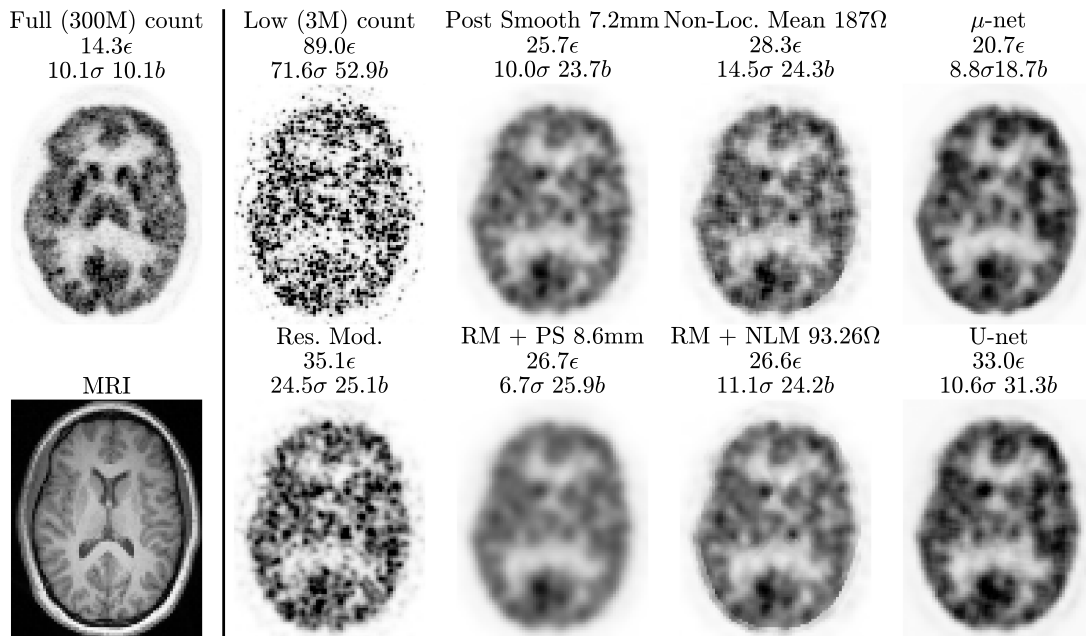 Full (300M) count
14.3ϵ
10.1σ 10.1b
Low (3M) count
89.0ϵ
71.6σ 52.9b
Post Smooth 7.2mm
25.7ϵ
10.0σ 23.7b
Non-Loc. Mean 187Ω
28.3ϵ
14.5σ 24.3b
μ-net
20.7ϵ
8.8σ18.7b
MRI
Res. Mod.
35.1ϵ
24.5σ 25.1b
RM + PS 8.6mm
26.7ϵ
6.7σ 25.9b
RM + NLM 93.26Ω
26.6ϵ
11.1σ 24.2b
U-net
33.0ϵ
10.6σ 31.3b